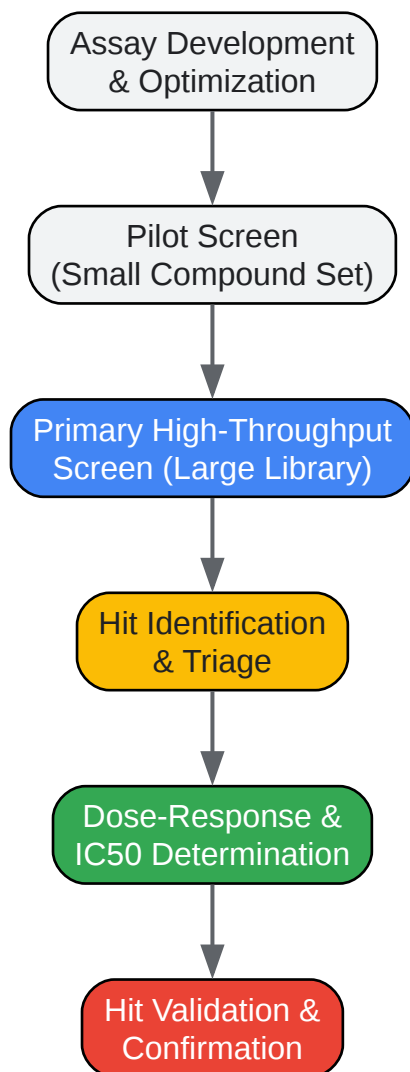 Assay Development
& Optimization
Pilot Screen
(Small Compound Set)
Primary High-Throughput
Screen (Large Library)
Hit Identification
& Triage
Dose-Response &
IC50 Determination
Hit Validation &
Confirmation